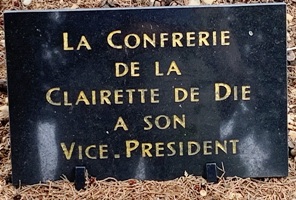 LA CONFRERIE
DE LA
CLAIRETTE DE DIE
A SON
VICE-PRESIDENT